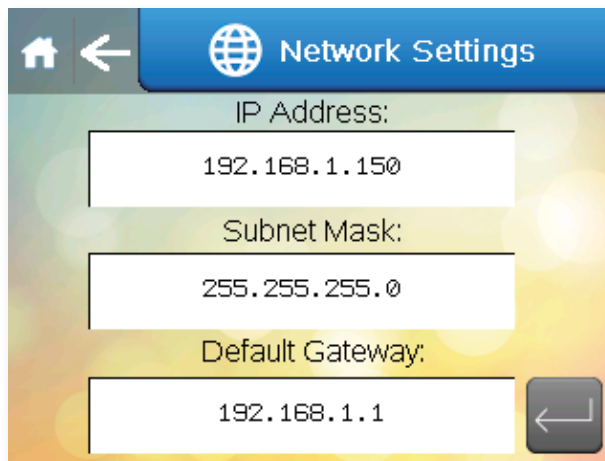 Network Settings
IP Address:
192.168.1.150
Subnet Mask:
255.255.255.0
Default Gateway:
192.168.1.1